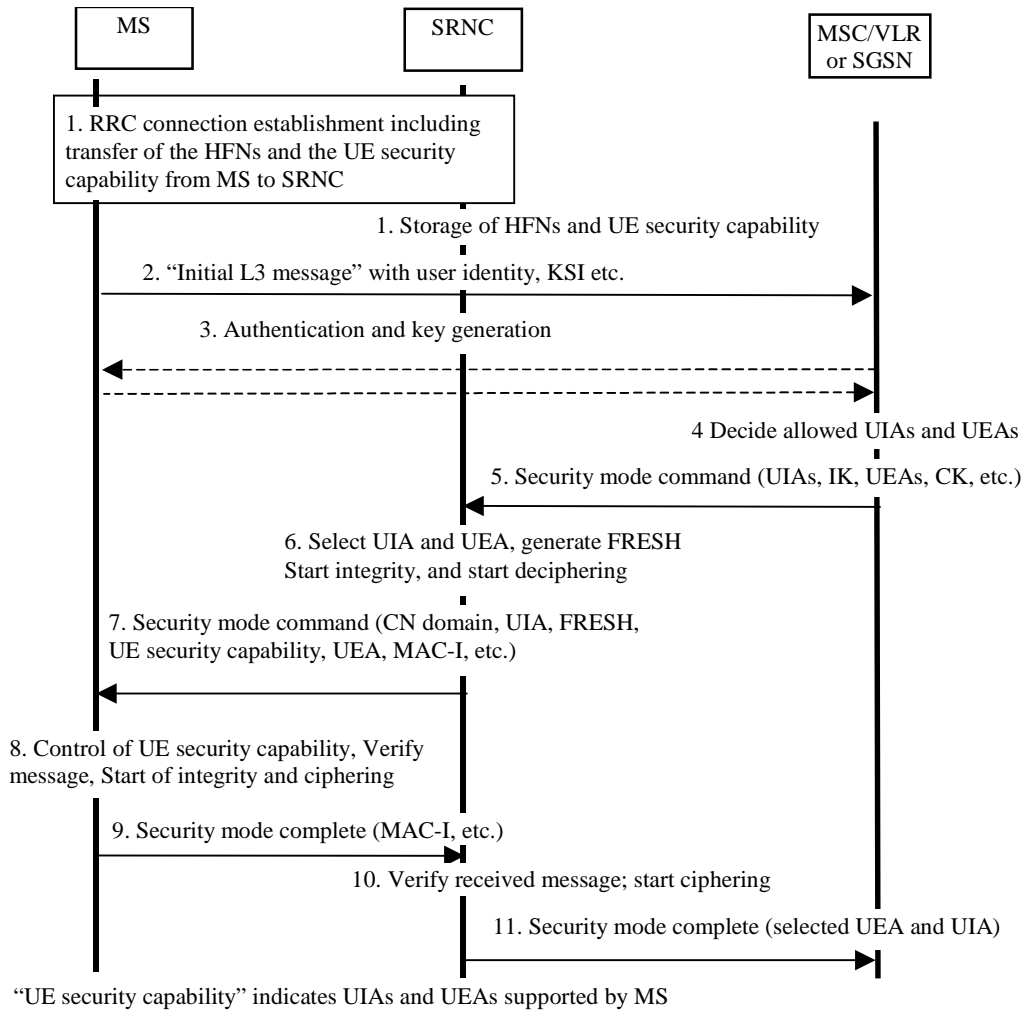 MS
SRNC
MSC/VLR
or SGSN
1. RRC connection establishment including
transfer of the HFNs and the UE security
capability from MS to SRNC
1. Storage of HFNs and UE security capability
2. “Initial L3 message” with user identity, KSI etc.
3. Authentication and key generation
4 Decide allowed UIAs and UEAs
5. Security mode command (UIAs, IK, UEAs, CK, etc.)
6. Select UIA and UEA, generate FRESH
Start integrity, and start deciphering
7. Security mode command (CN domain, UIA, FRESH,
UE security capability, UEA, MAC-I, etc.)
8. Control of UE security capability, Verify
message, Start of integrity and ciphering
9. Security mode complete (MAC-I, etc.)
10. Verify received message; start ciphering
11. Security mode complete (selected UEA and UIA)
“UE security capability” indicates UIAs and UEAs supported by MS